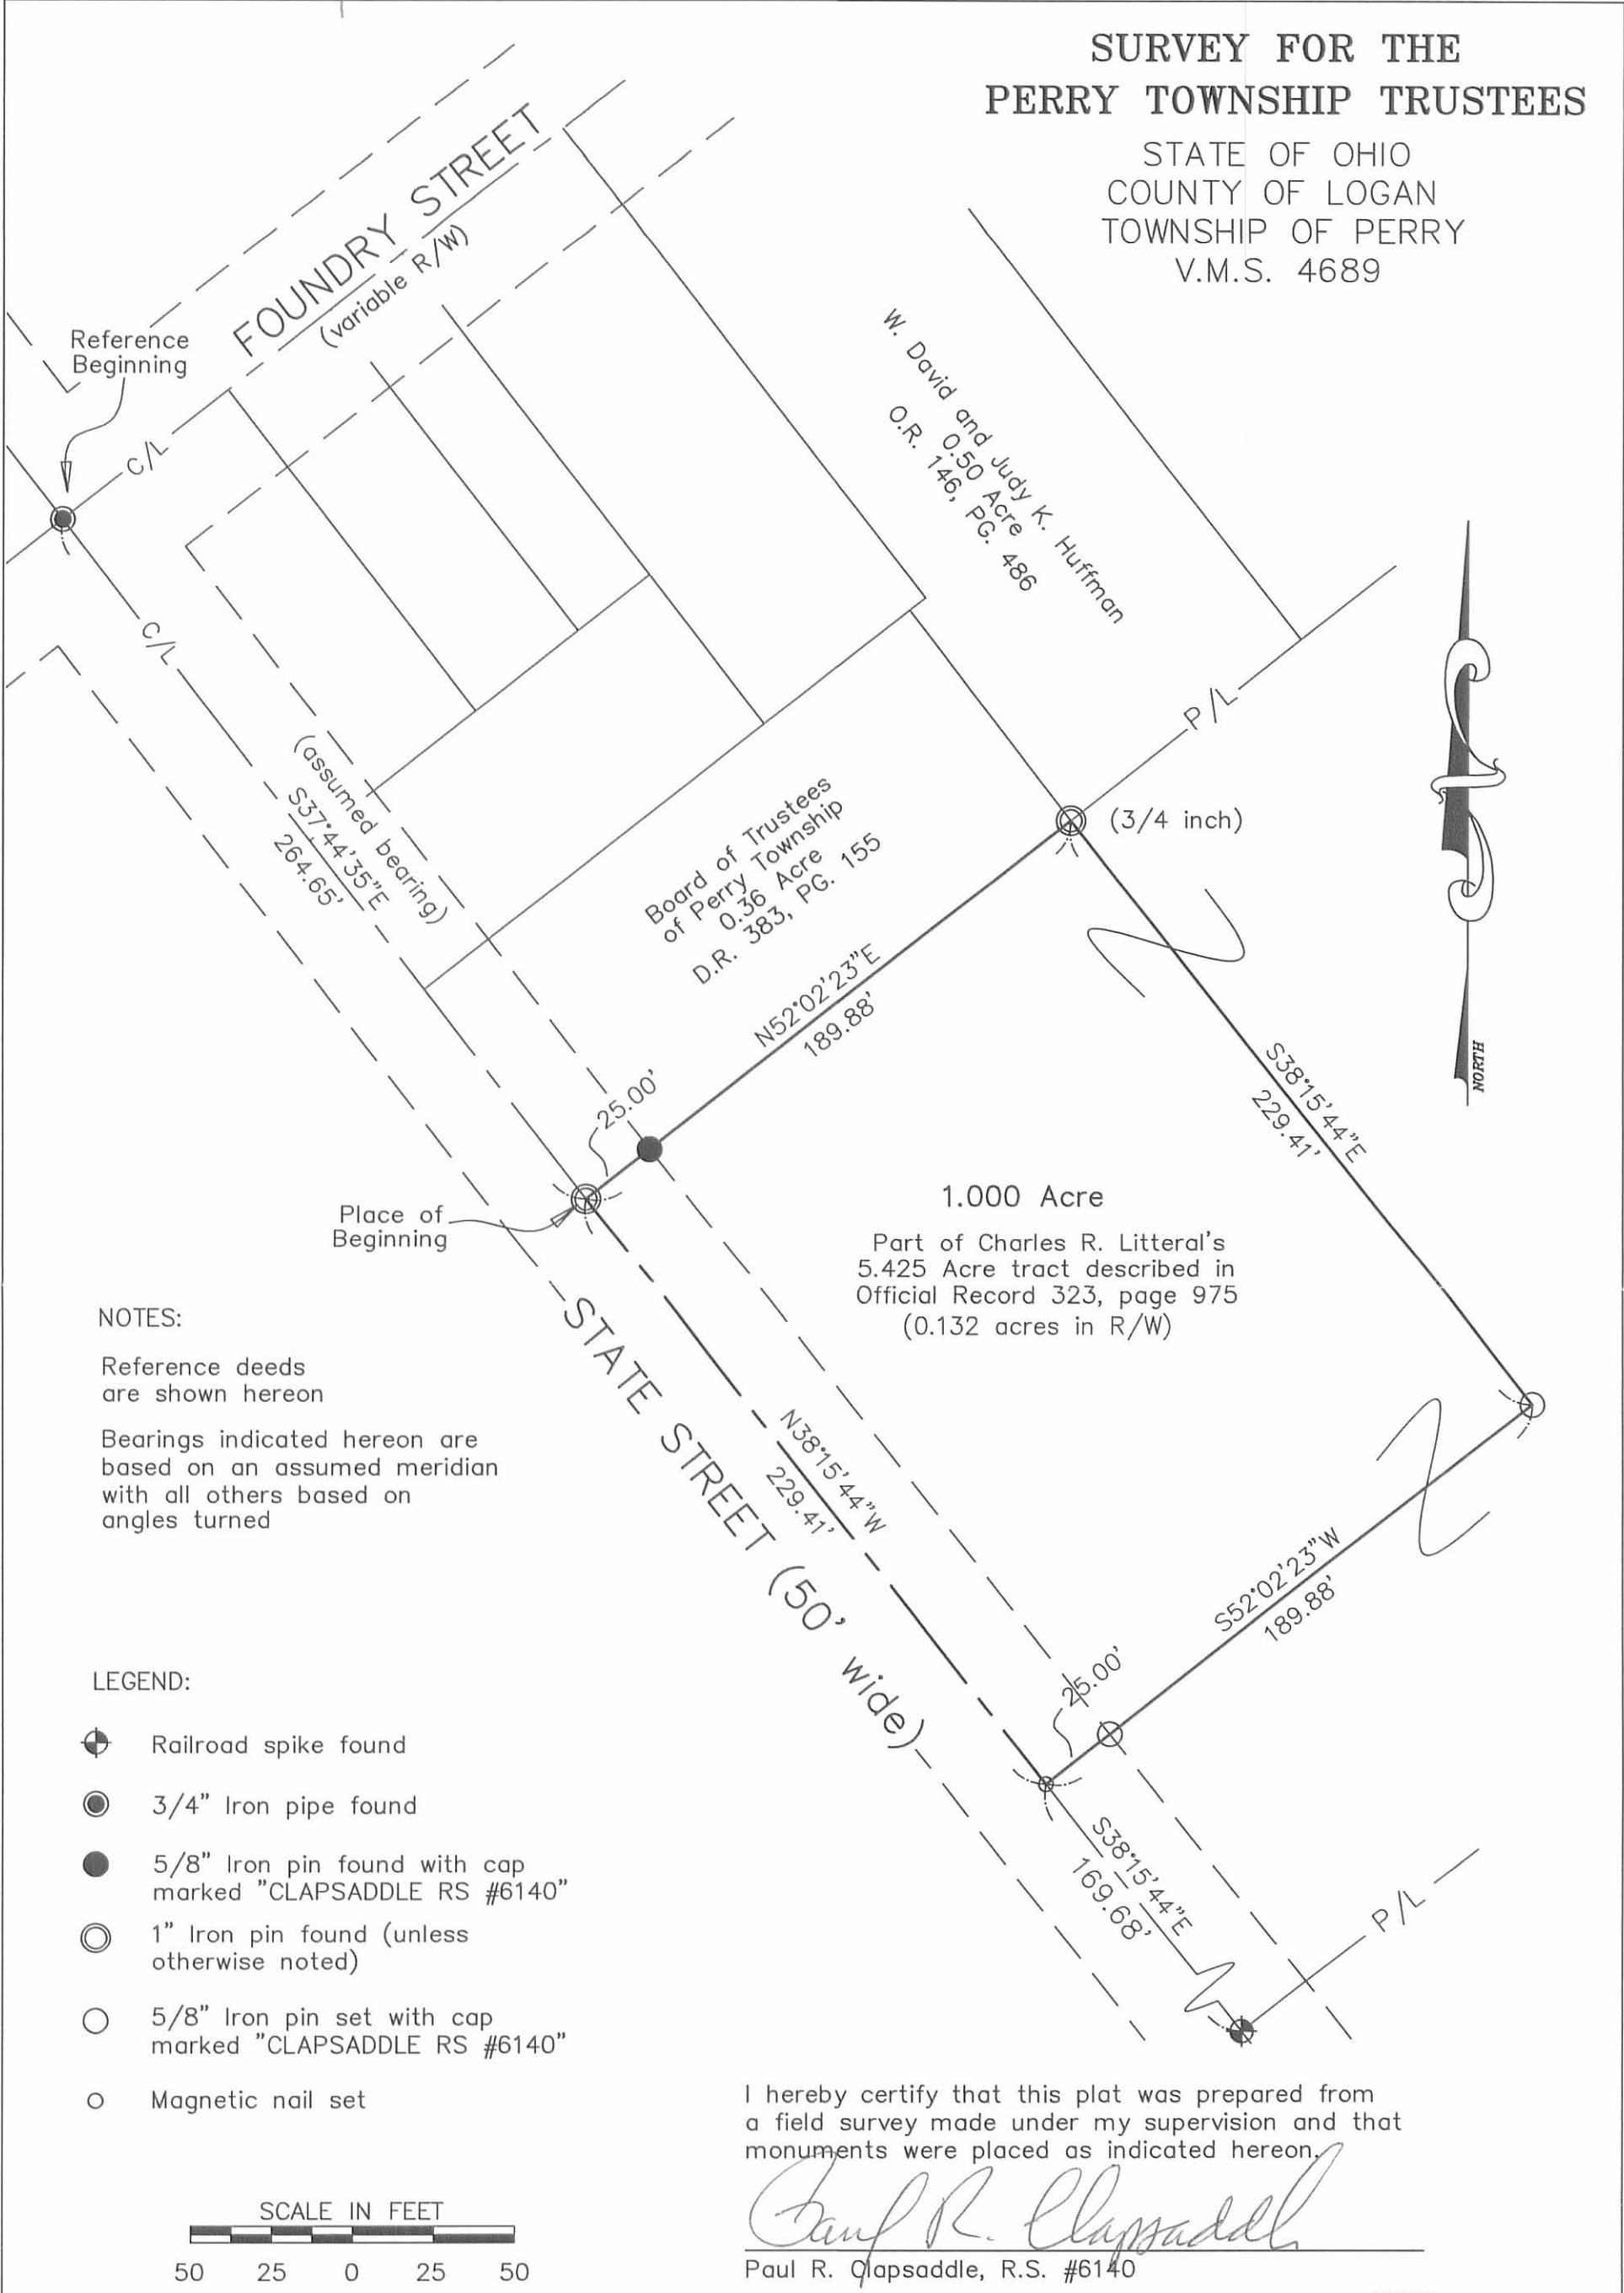 SURVEY FOR THE
PERRY TOWNSHIP TRUSTEES
STATE OF OHIO
COUNTY OF LOGAN
TOWNSHIP OF PERRY
V.M.S. 4689
FOUNDRY STREET
(variable R/W)
Reference
Beginning
C/L
C/L
W. David and Judy K. Huffman
0.50 Acre
O.R. 146, PG. 486
P/L
(assumed bearing)
S37°44'35"E
264.65'
Board of Trustees
of Perry Township
0.36 Acre
D.R. 383, PG. 155
(3/4 inch)
N52°02'23"E
189.88'
NORTH
25.00'
S38°15'44"E
229.41'
Place of
Beginning
1.000 Acre
Part of Charles R. Litteral's
5.425 Acre tract described in
Official Record 323, page 975
(0.132 acres in R/W)
STATE STREET (50' wide)
N38°15'44"W
229.41'
S52°02'23"W
189.88'
25.00'
S38°15'44"E
169.68'
P/L
NOTES:
Reference deeds
are shown hereon
Bearings indicated hereon are
based on an assumed meridian
with all others based on
angles turned
LEGEND:
Railroad spike found
3/4" Iron pipe found
5/8" Iron pin found with cap
marked "CLAPSADDLE RS #6140"
1" Iron pin found (unless
otherwise noted)
5/8" Iron pin set with cap
marked "CLAPSADDLE RS #6140"
Magnetic nail set
SCALE IN FEET
50 25 0 25 50
I hereby certify that this plat was prepared from
a field survey made under my supervision and that
monuments were placed as indicated hereon.
Paul R. Clapsaddle
Paul R. Clapsaddle, R.S. #6140